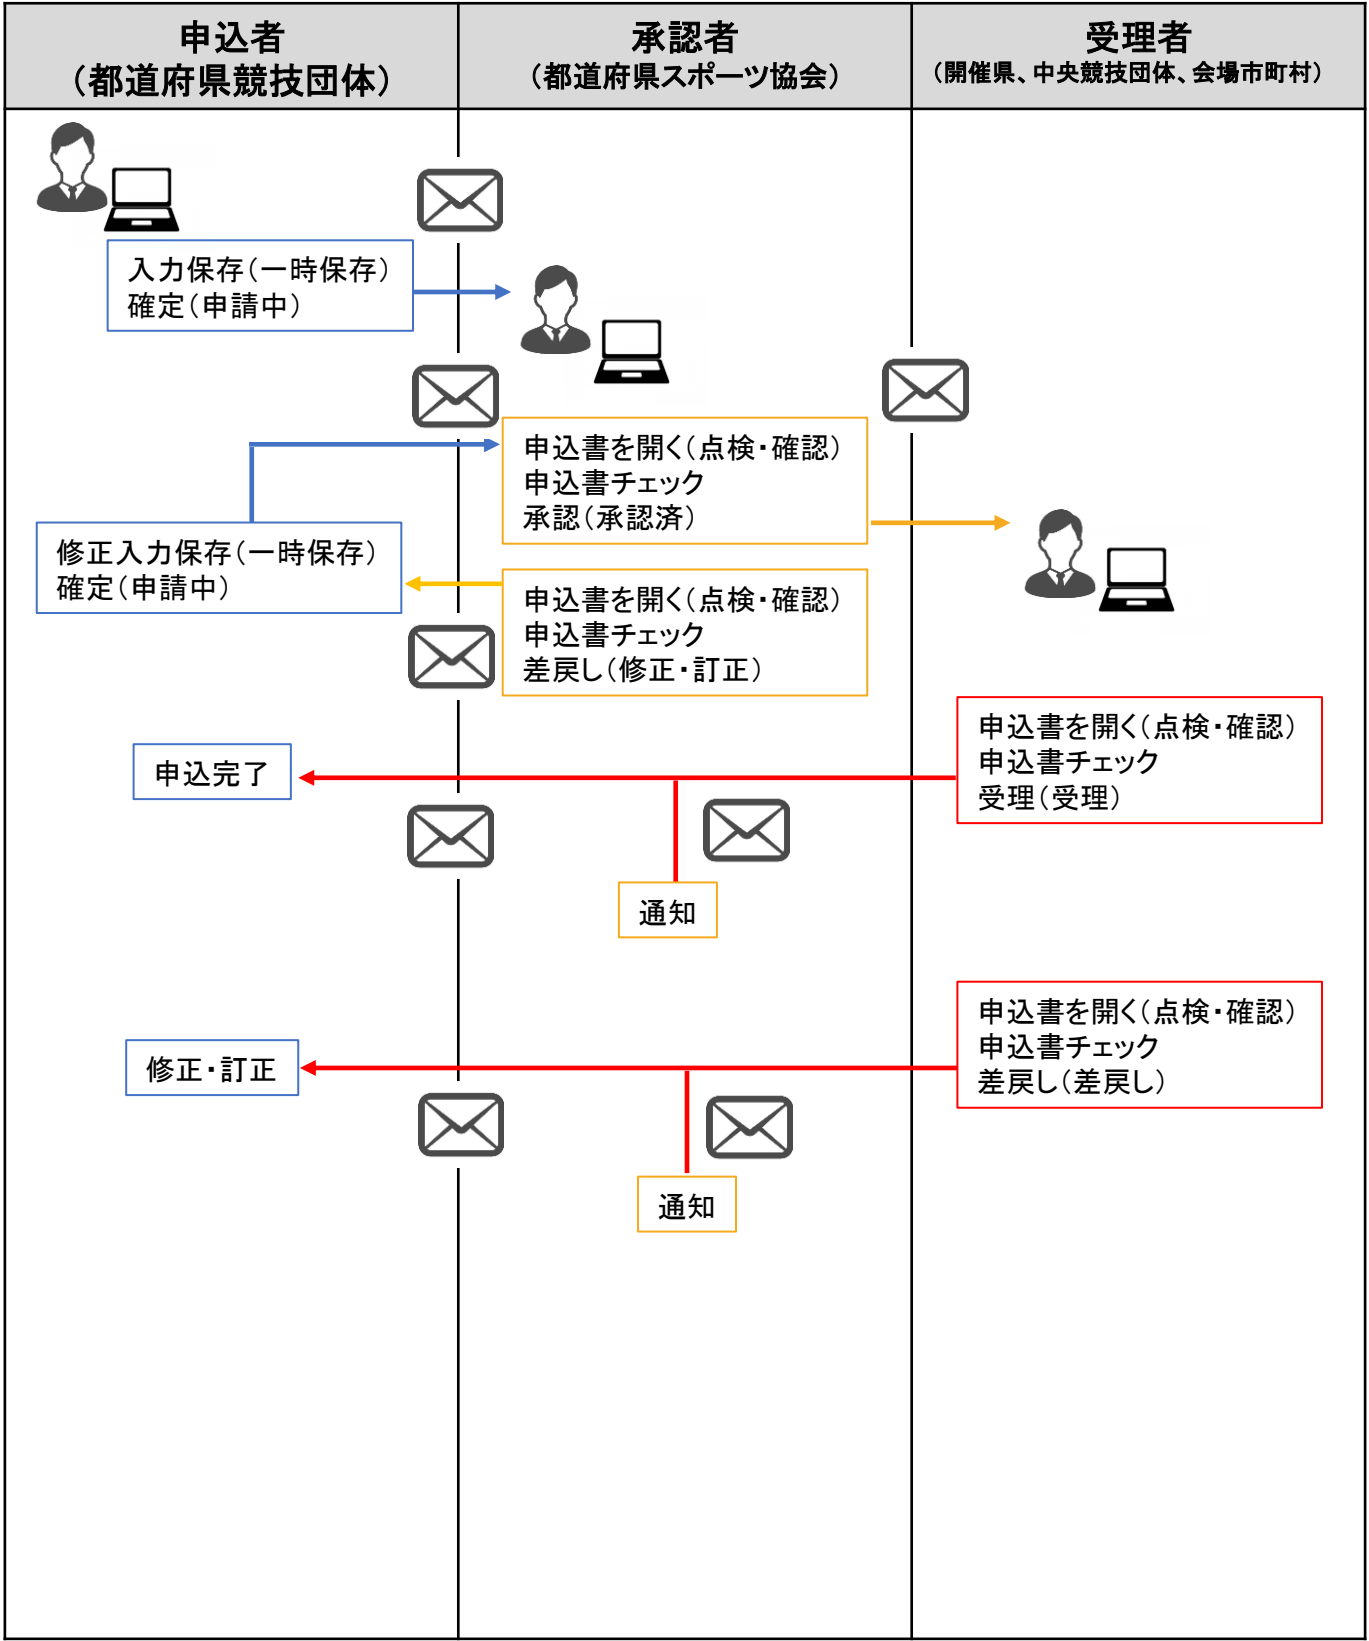 申込者
（都道府県競技団体）
承認者
（都道府県スポーツ協会）
受理者
（開催県、中央競技団体、会場市町村）
入力保存（一時保存）
確定（申請中）
申込書を開く（点検・確認）
申込書チェック
承認（承認済）
修正入力保存（一時保存）
確定（申請中）
申込書を開く（点検・確認）
申込書チェック
差戻し（修正・訂正）
申込書を開く（点検・確認）
申込書チェック
受理（受理）
申込完了
通知
申込書を開く（点検・確認）
申込書チェック
差戻し（差戻し）
修正・訂正
通知